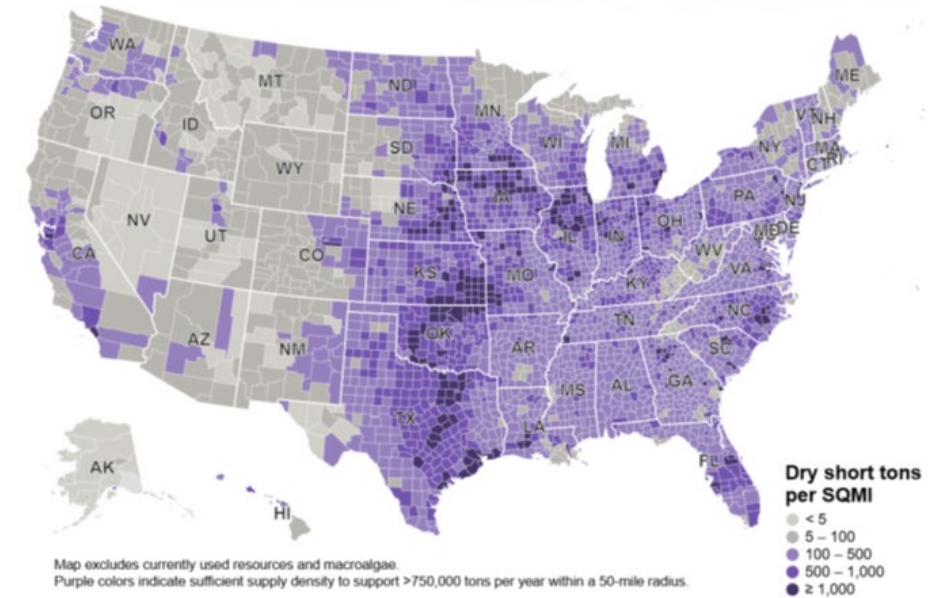 WA
MT
ND
MN
ME
OR
ID
SD
WI
MI
VT
NH
NY
MA
CT
RI
WY
NE
IA
PA
NJ
NV
UT
CO
IL
IN
OH
MD
DE
CA
KS
MO
WV
VA
KY
AZ
NM
OK
AR
TN
NC
SC
TX
LA
MS
AL
GA
FL
AK
HI
Dry short tons
per SQMI
< 5
5 – 100
100 – 500
500 – 1,000
≥ 1,000
Map excludes currently used resources and macroalgae.
Purple colors indicate sufficient supply density to support >750,000 tons per year within a 50-mile radius.